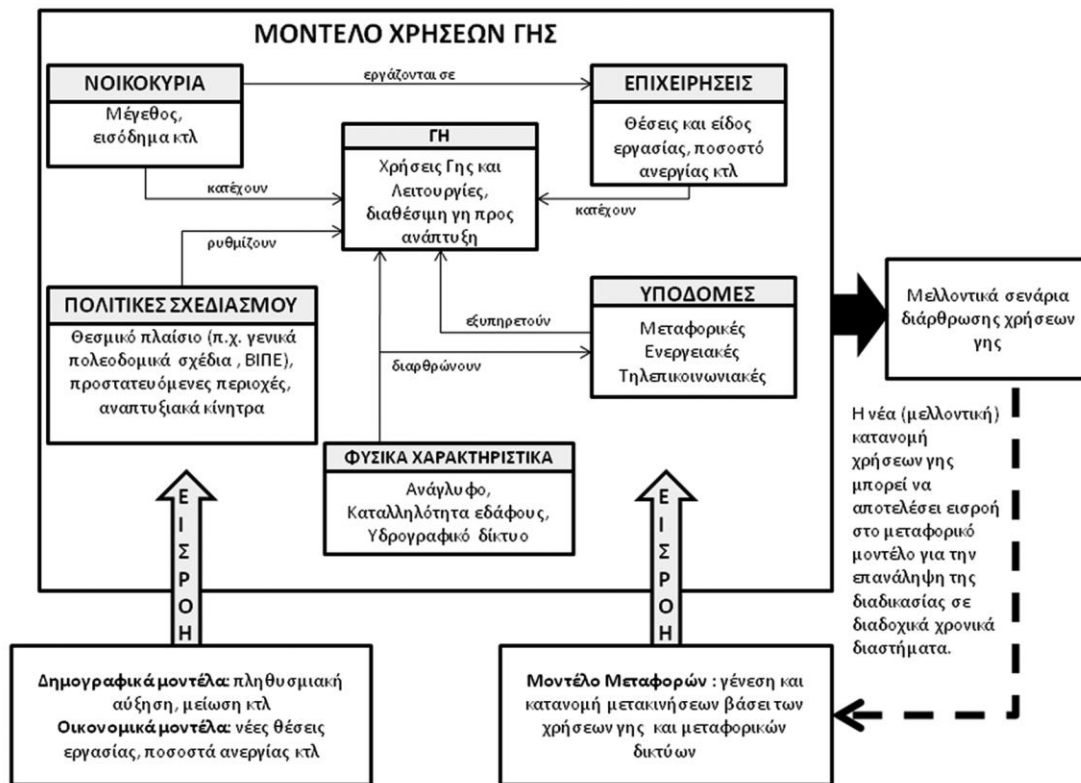 ΜΟΝΤΕΛΟ ΧΡΗΣΕΩΝ ΓΗΣ
ΝΟΙΚΟΚΥΡΙΑ
Μέγεθος,
εισόδημα κτλ
εργάζονται σε
ΕΠΙΧΕΙΡΗΣΕΙΣ
Θέσεις και είδος
εργασίας, ποσοστό
ανεργίας κτλ
ΓΗ
Χρήσεις Γης και
Λειτουργίες,
διαθέσιμη γη προς
ανάπτυξη
κατέχουν
κατέχουν
ρυθμίζουν
ΠΟΛΙΤΙΚΕΣ ΣΧΕΔΙΑΣΜΟΥ
Θεσμικό πλαίσιο (π.χ. γενικά
πολεοδομικά σχέδια , ΒΙΠΕ),
προστατευόμενες περιοχές,
αναπτυξιακά κίνητρα
εξυπηρετούν
διαρθρώνουν
ΥΠΟΔΟΜΕΣ
Μεταφορικές
Ενεργειακές
Τηλεπικοινωνιακές
ΦΥΣΙΚΑ ΧΑΡΑΚΤΗΡΙΣΤΙΚΑ
Ανάγλυφο,
Καταλληλότητα εδάφους,
Υδρογραφικό δίκτυο
ΕΙΣΡΟΗ
ΕΙΣΡΟΗ
Μελλοντικά σενάρια
διάρθρωσης χρήσεων
γης
Η νέα (μελλοντική)
κατανομή
χρήσεων γης
μπορεί να
αποτελέσει εισροή
στο μεταφορικό
μοντέλο για την
επανάληψη της
διαδικασίας σε
διαδοχικά χρονικά
διαστήματα.
Δημογραφικά μοντέλα: πληθυσμιακή
αύξηση, μείωση κτλ
Οικονομικά μοντέλα: νέες θέσεις
εργασίας, ποσοστά ανεργίας κτλ
Μοντέλο Μεταφορών : γένεση και
κατανομή μετακινήσεων βάσει των
χρήσεων γης και μεταφορικών
δικτύων